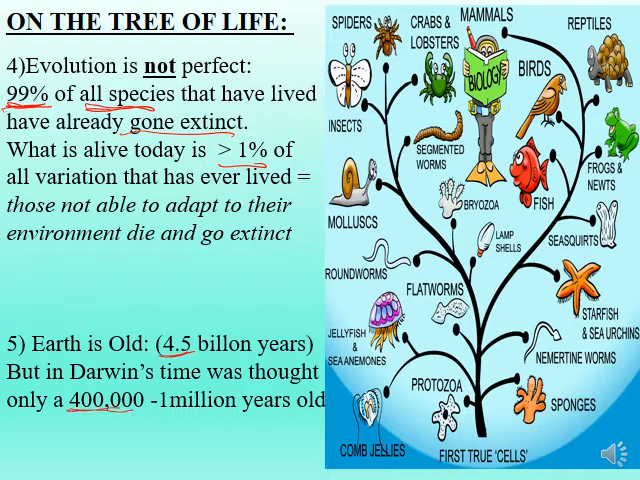 ON THE TREE OF LIFE:
4)Evolution is not perfect:
99% of all species that have lived
have already gone extinct.
What is alive today is > 1% of
all variation that has ever lived =
those not able to adapt to their
environment die and go extinct
5) Earth is Old: (4.5 billon years)
But in Darwin's time was thought
only a 400,000 -1million years old
SPIDERS
CRABS &
LOBSTERS
MAMMALS
REPTILES
BIOLOGY
BIRDS
INSECTS
SEGMENTED
WORMS
FROGS &
NEWTS
MOLLUSCS
BRYOZOA
FISH
LAMP
SHELLS
SEASQUIRTS
ROUNDWORMS
FLATWORMS
STARFISH
& SEA URCHINS
JELLYFISH
&
SEA ANEMONES
NEMERTINE WORMS
PROTOZOA
SPONGES
COMB JELLIES
FIRST TRUE 'CELLS'